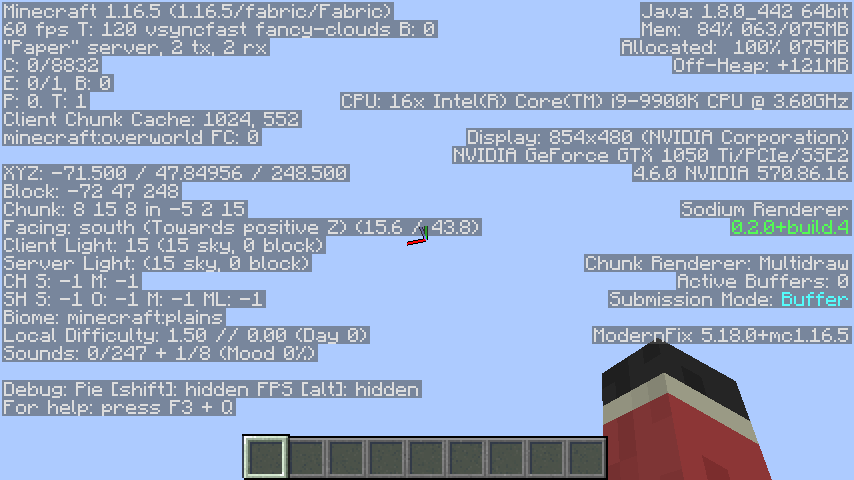 Minecraft 1.16.5 (1.16.5/fabric/Fabric)
60 fps T: 120 vsyncfast fancy-clouds B: 0
"Paper" server, 2 tx, 2 rx
C: 0/8832
E: 0/1, B: 0
P: 0. T: 1
Client Chunk Cache: 1024, 552
minecraft:overworld FC: 0
XYZ: -71.500 / 47.84956 / 248.500
Block: -72 47 248
Chunk: 8 15 8 in -5 2 15
Facing: south (Towards positive Z) (15.6 / 43.8)
Client Light: 15 (15 sky, 0 block)
Server Light: (15 sky, 0 block)
CH S: -1 M: -1
SH S: -1 O: -1 M: -1 ML: -1
Biome: minecraft:plains
Local Difficulty: 1.50 // 0.00 (Day 0)
Sounds: 0/247 + 1/8 (Mood 0%)
Debug: Pie [shift]: hidden FPS [alt]: hidden
For help: press F3 + Q
Java: 1.8.0_442 64bit
Mem: 84% 063/075MB
Allocated: 100% 075MB
Off-Heap: +121MB
CPU: 16x Intel(R) Core(TM) i9-9900K CPU @ 3.60GHz
Display: 854x480 (NVIDIA Corporation)
NVIDIA GeForce GTX 1050 Ti/PCIe/SSE2
4.6.0 NVIDIA 570.86.16
Sodium Renderer
0.2.0+build.4
Chunk Renderer: Multidraw
Active Buffers: 0
Submission Mode: Buffer
ModernFix 5.18.0+mc1.16.5